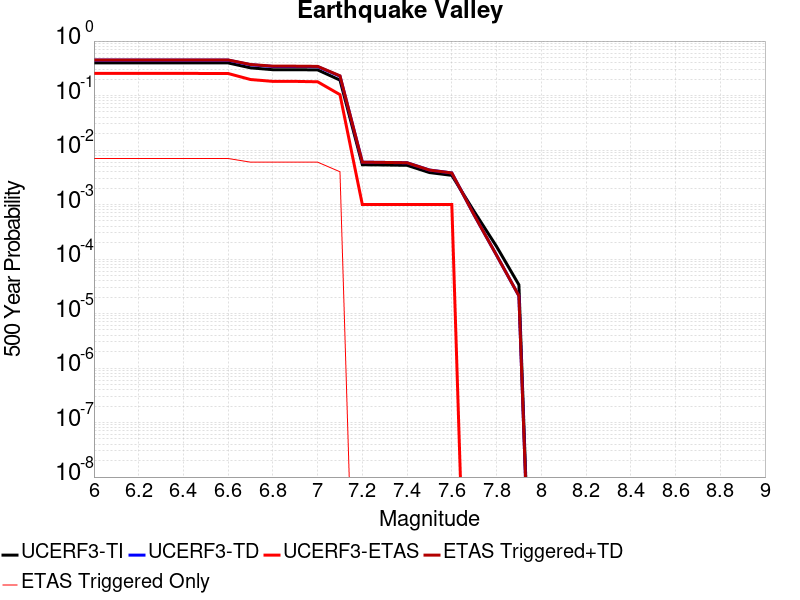 Earthquake Valley
10^0
10^-1
10^-2
10^-3
10^-4
10^-5
10^-6
10^-7
10^-8
500 Year Probability
6 6.2 6.4 6.6 6.8 7 7.2 7.4 7.6 7.8 8 8.2 8.4 8.6 8.8 9
Magnitude
UCERF3-TI UCERF3-TD UCERF3-ETAS ETAS Triggered+TD
ETAS Triggered Only